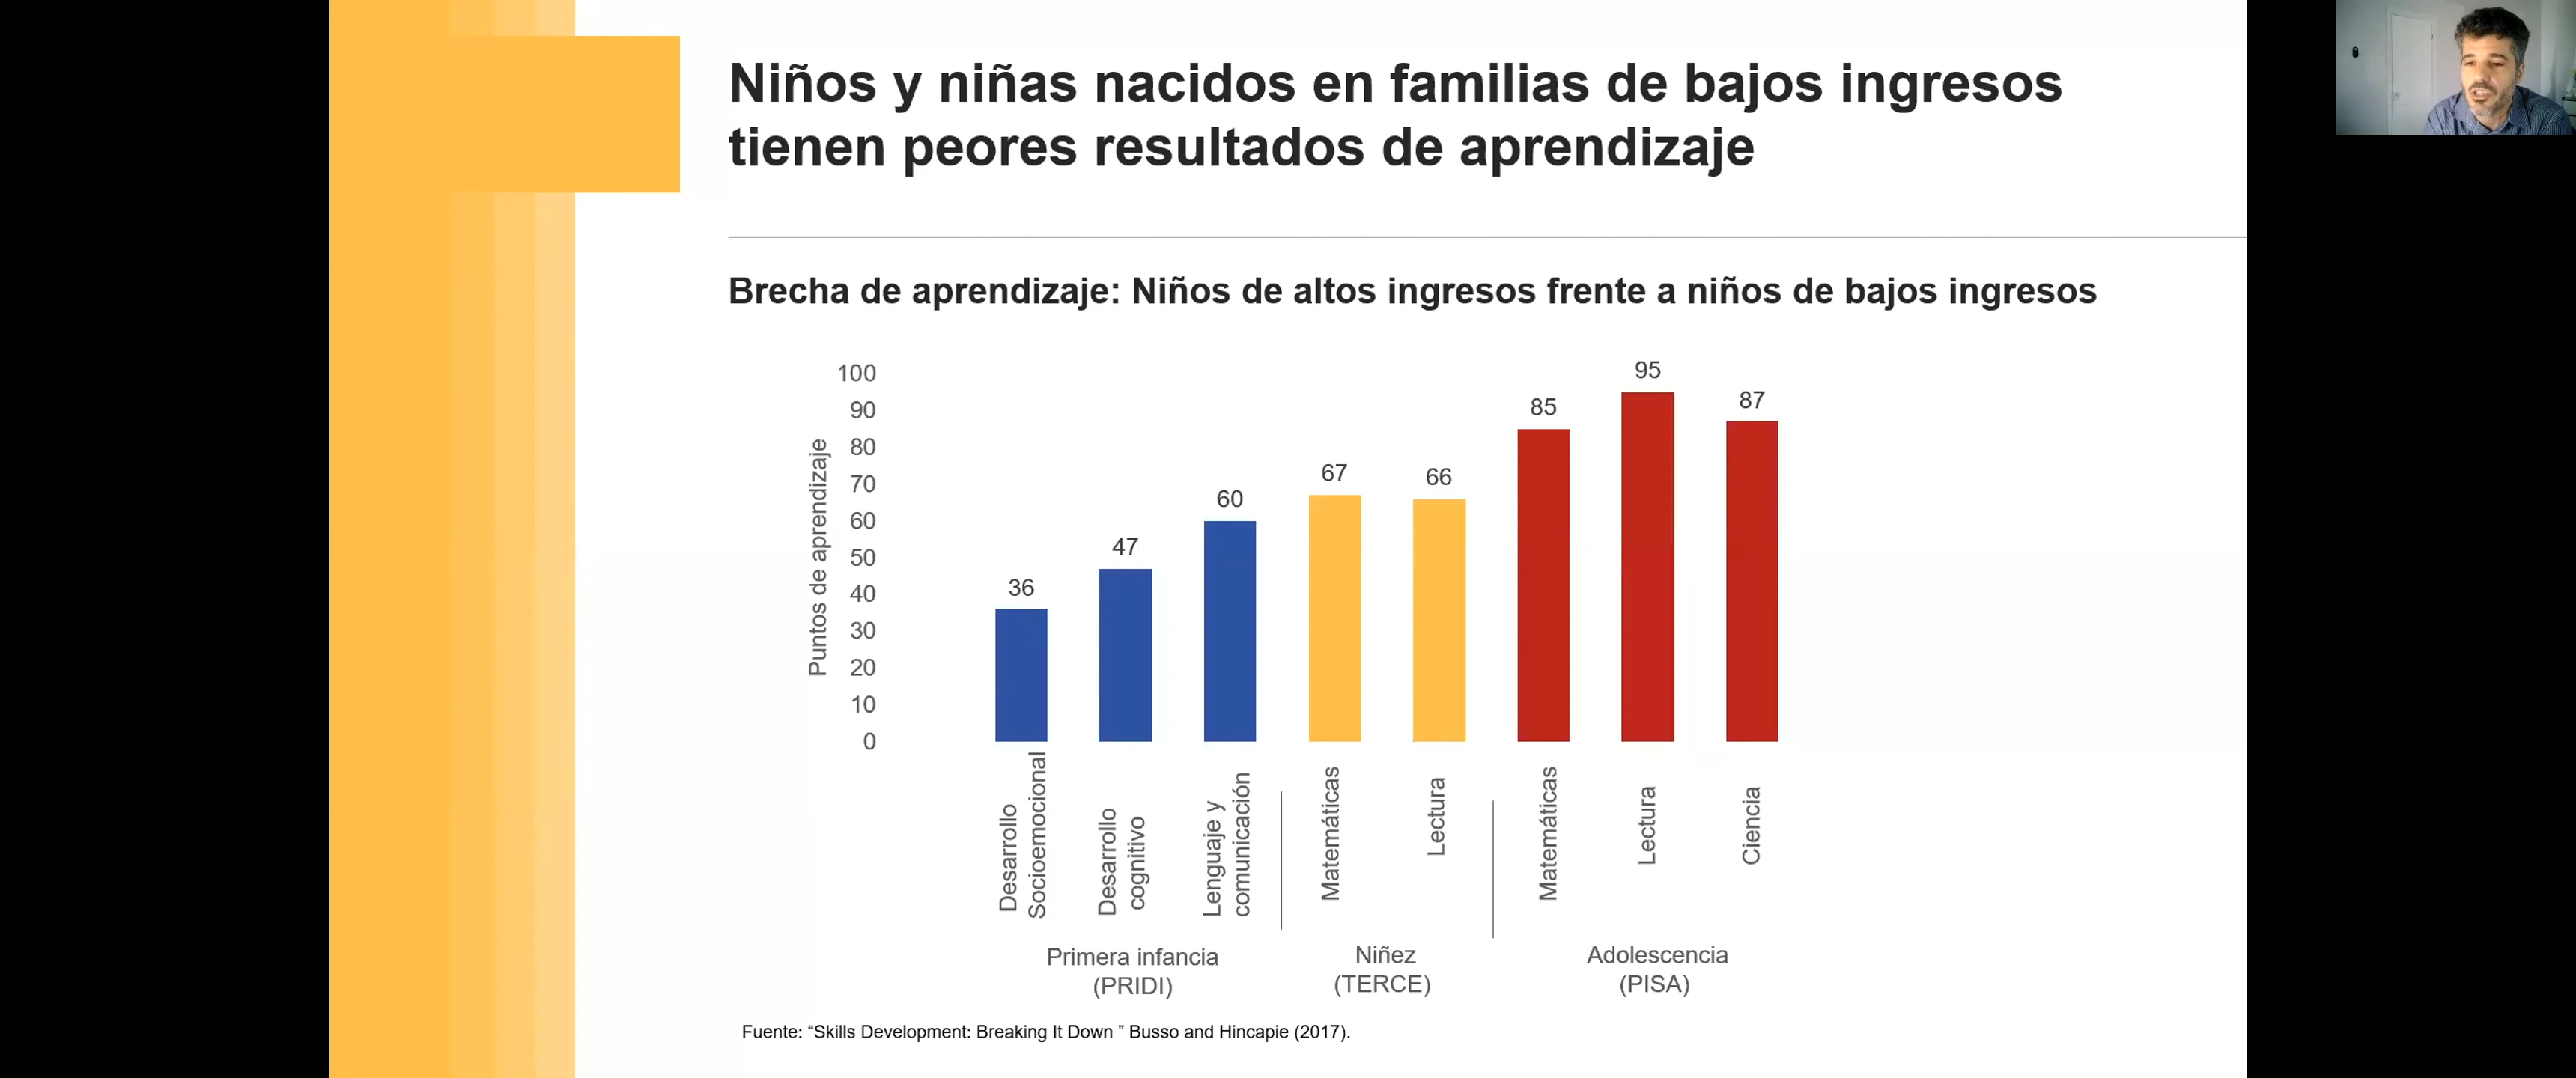 Niños y niñas nacidos en familias de bajos ingresos
tienen peores resultados de aprendizaje
Brecha de aprendizaje: Niños de altos ingresos frente a niños de bajos ingresos
Puntos de aprendizaje
100
90
80
70
60
50
40
30
20
10
0
36
47
60
67
66
85
95
87
Desarrollo
Socioemocional
Desarrollo
cognitivo
Lenguaje y
comunicación
Matemáticas
Lectura
Matemáticas
Lectura
Ciencia
Primera infancia
(PRIDI)
Niñez
(TERCE)
Adolescencia
(PISA)
Fuente: “Skills Development: Breaking It Down ” Busso and Hincapie (2017).